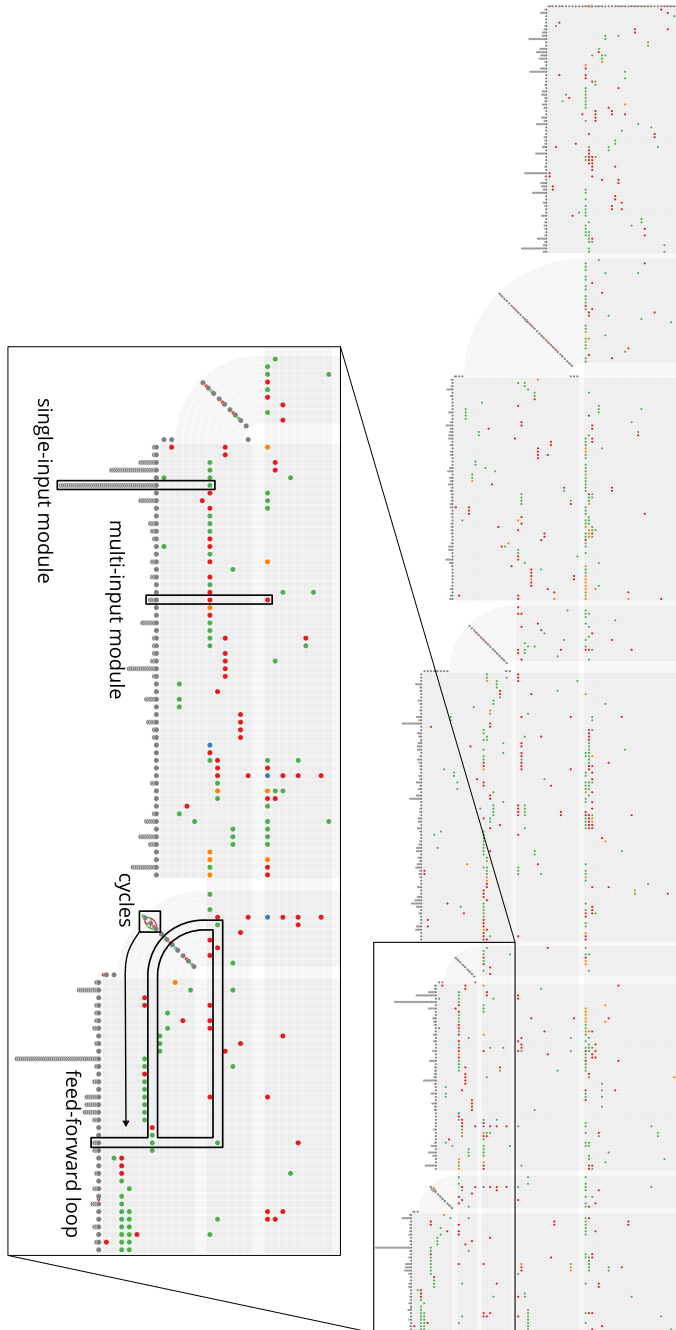 single-input module
multi-input module
cycles
feed-forward loop